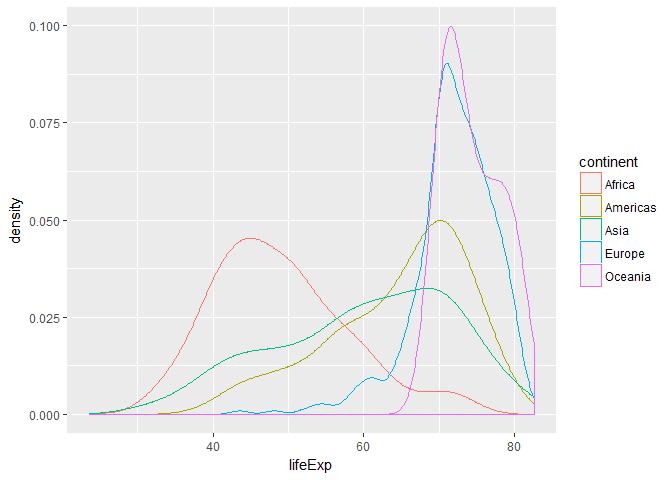 0.100
0.075
0.050
0.025
0.000
density
40
60
80
lifeExp
continent
Africa
Americas
Asia
Europe
Oceania